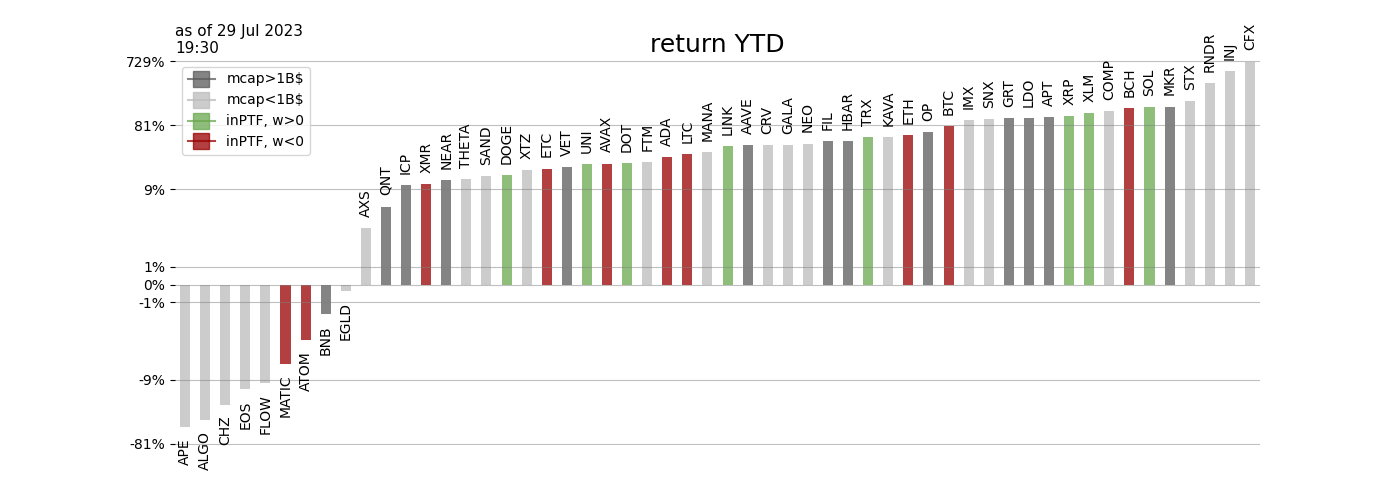 as of 29 Jul 2023
19:30
return YTD
729%
81%
9%
1%
0%
-1%
-9%
-81%
mcap>1B$
mcap<1B$
inPTF, w>0
inPTF, w<0
APE
ALGO
CHZ
EOS
FLOW
MATIC
ATOM
BNB
EGLD
AXS
QNT
ICP
XMR
NEAR
THETA
SAND
DOGE
XTZ
ETC
VET
UNI
AVAX
DOT
FTM
ADA
LTC
MANA
LINK
AAVE
CRV
GALA
NEO
FIL
HBAR
TRX
KAVA
ETH
OP
BTC
IMX
SNX
GRT
LDO
APT
XRP
XLM
COMP
BCH
SOL
MKR
STX
RNDR
INJ
CFX